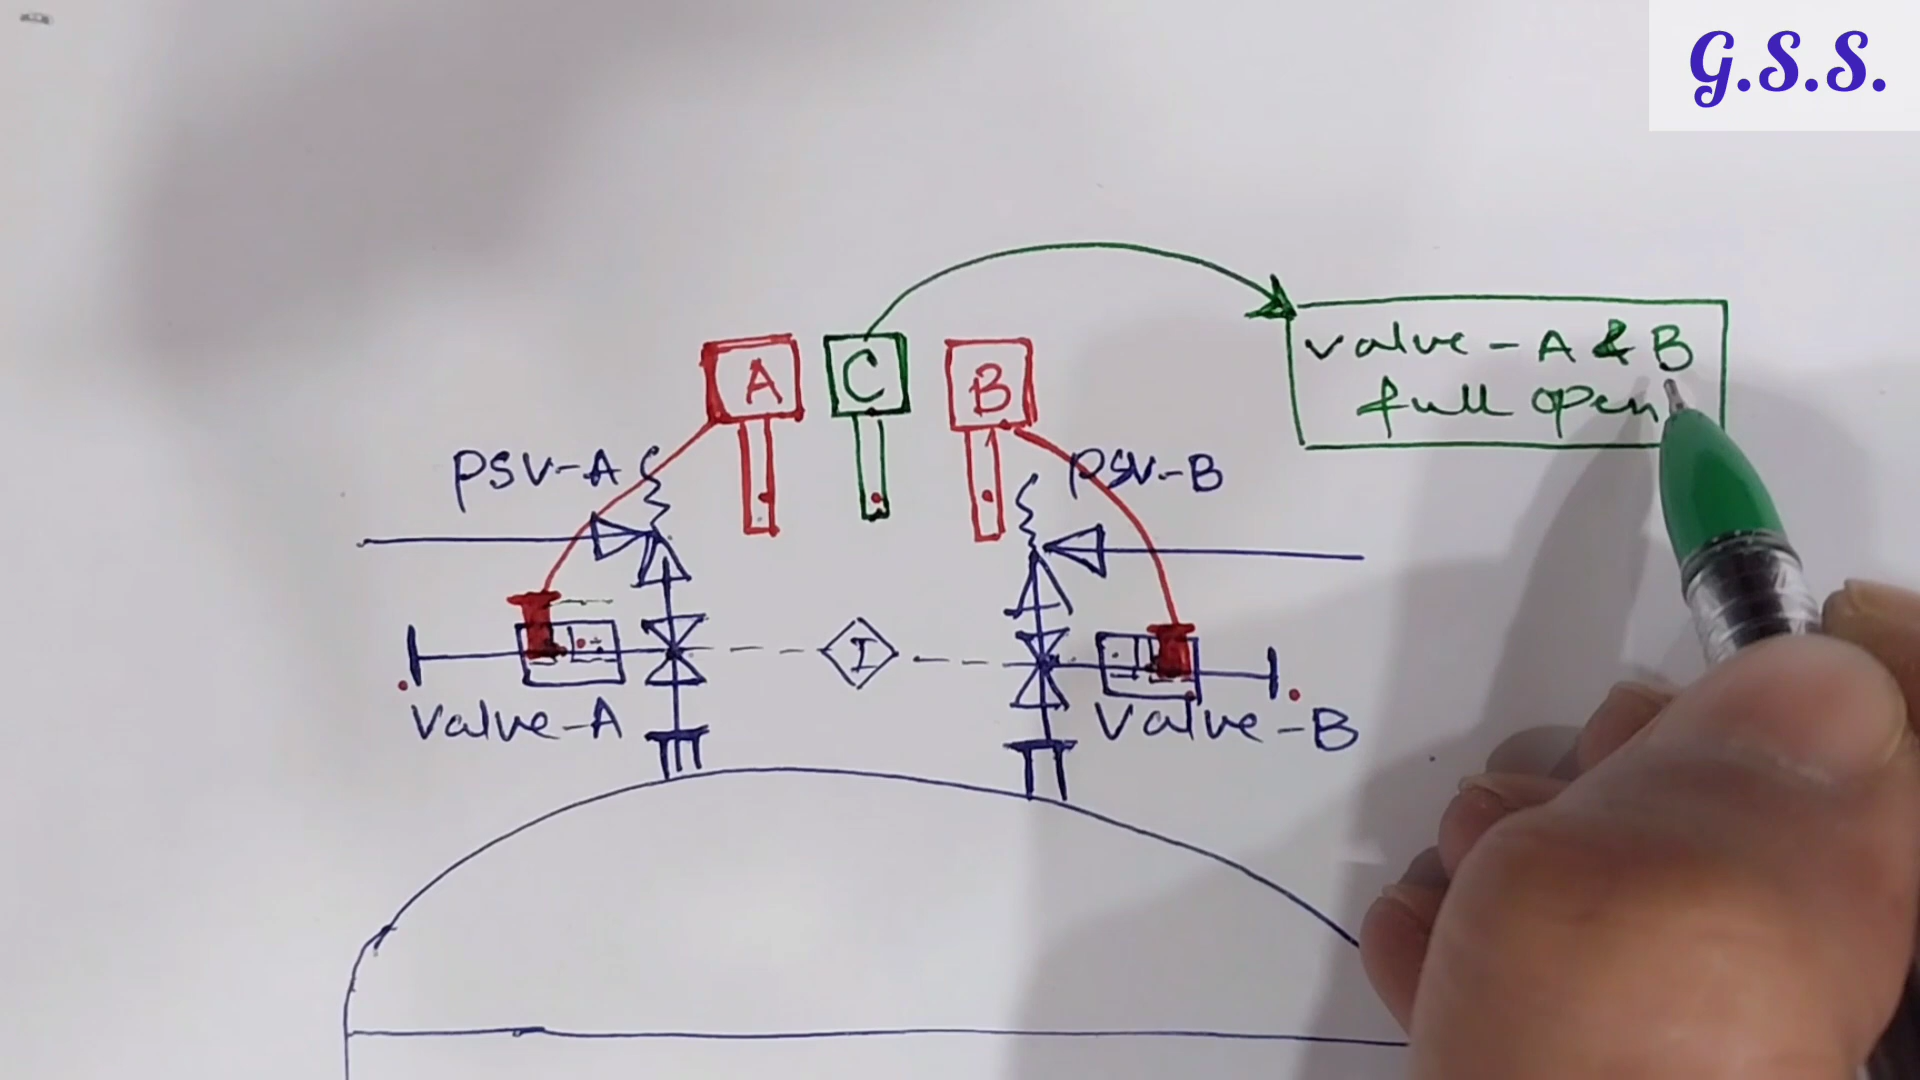 G.S.S.
A
C
B
valve - A & B
full open
PSV-A
PSV-B
I
Valve-A
Valve-B